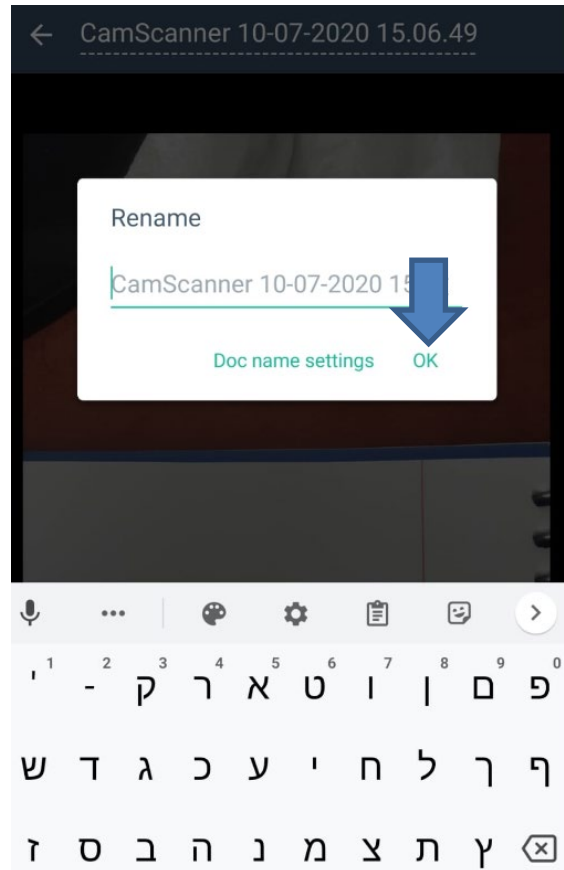 CamScanner 10-07-2020 15.06.49
Rename
CamScanner 10-07-2020
Doc name settings OK
' 1 - 2 ק 3 ר 4 א 5 ט 6 ו 7 ן 8 ם 9 פ 0
ש ד ג כ ע י ח ל ך ף
ז ס ב ה נ מ צ ת ץ